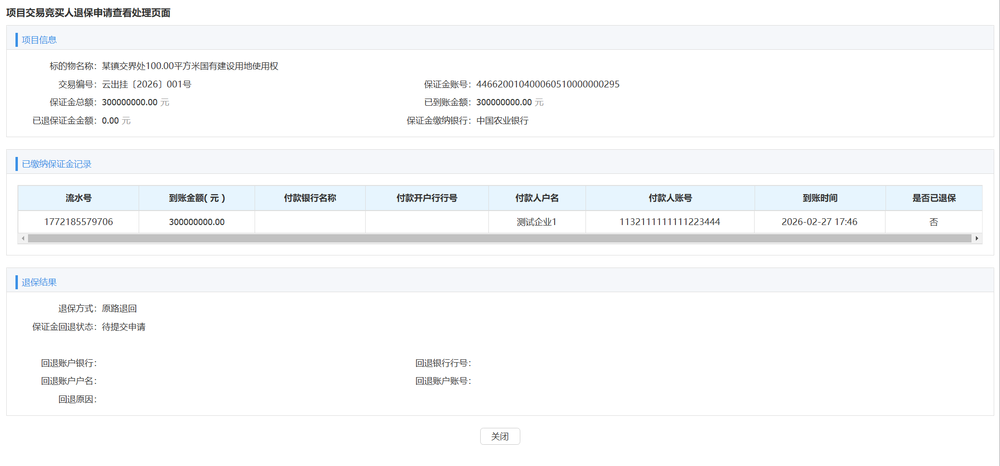 项目交易竞买人退保申请查看处理页面
项目信息
标的物名称：某镇交界处100.00平方米国有建设用地使用权
交易编号：云出挂〔2026〕001号 保证金账号：446620010400060510000000295
保证金总额：300000000.00 元 已到账金额：300000000.00 元
已退保证金金额：0.00 元 保证金缴纳银行：中国农业银行
已缴纳保证金记录
流水号 到账金额( 元 ) 付款银行名称 付款开户行行号 付款人户名 付款人账号 到账时间 是否已退保
1772185579706 300000000.00 测试企业1 1132111111111223444 2026-02-27 17:46 否
退保结果
退保方式：原路退回
保证金回退状态：待提交申请
回退账户银行： 回退银行行号：
回退账户户名： 回退账户账号：
回退原因：
关闭